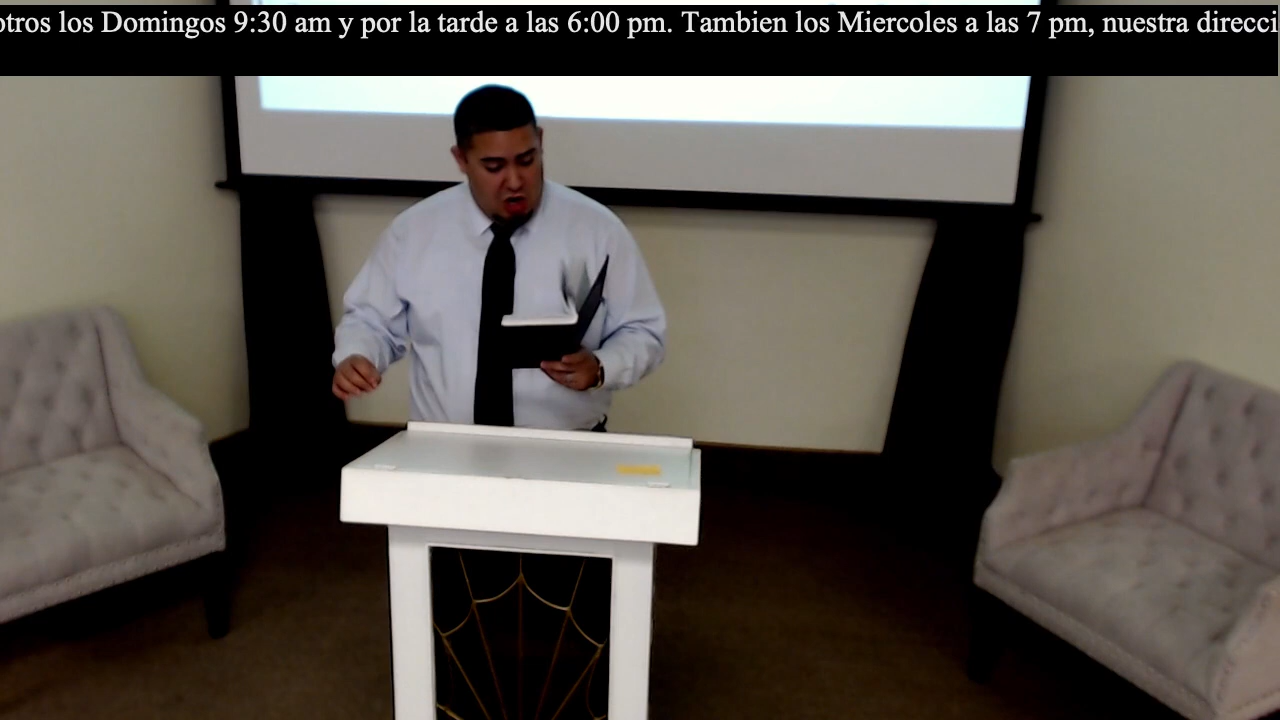 otros los Domingos 9:30 am y por la tarde a las 6:00 pm. Tambien los Miercoles a las 7 pm, nuestra direcci